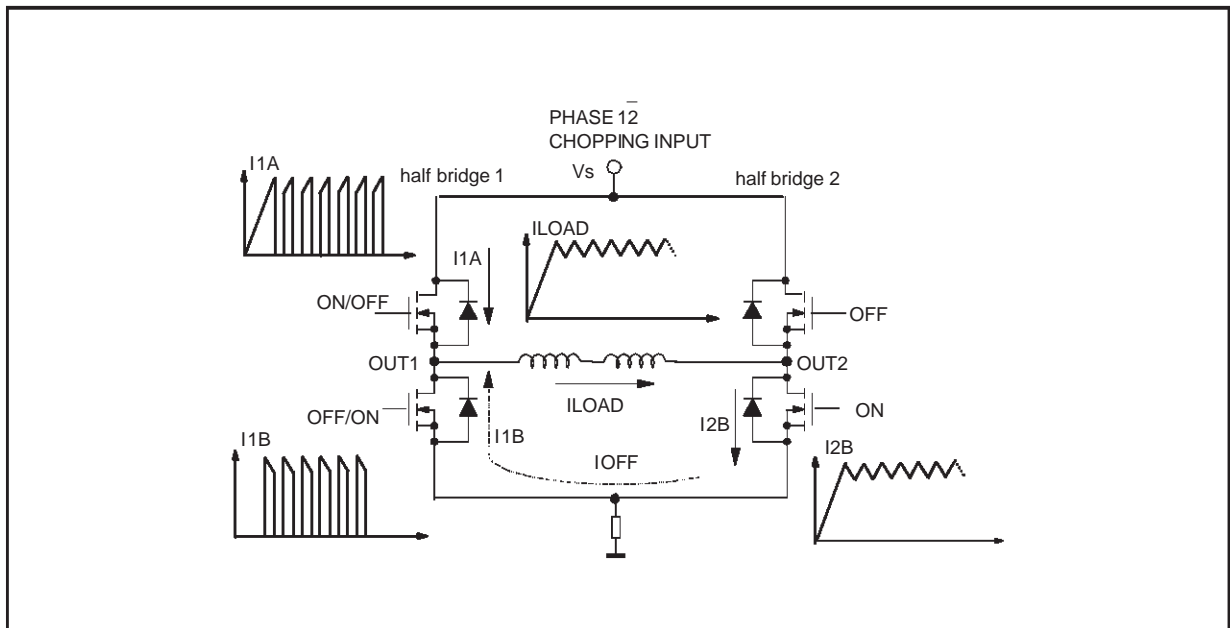 PHASE 12̅
CHOPPING INPUT
Vs
I1A
half bridge 1
half bridge 2
ILOAD
I1A
ON/OFF
OFF
OUT1
OUT2
ILOAD
OFF/ON
ON
I1B
I1B
I2B
I2B
IOFF